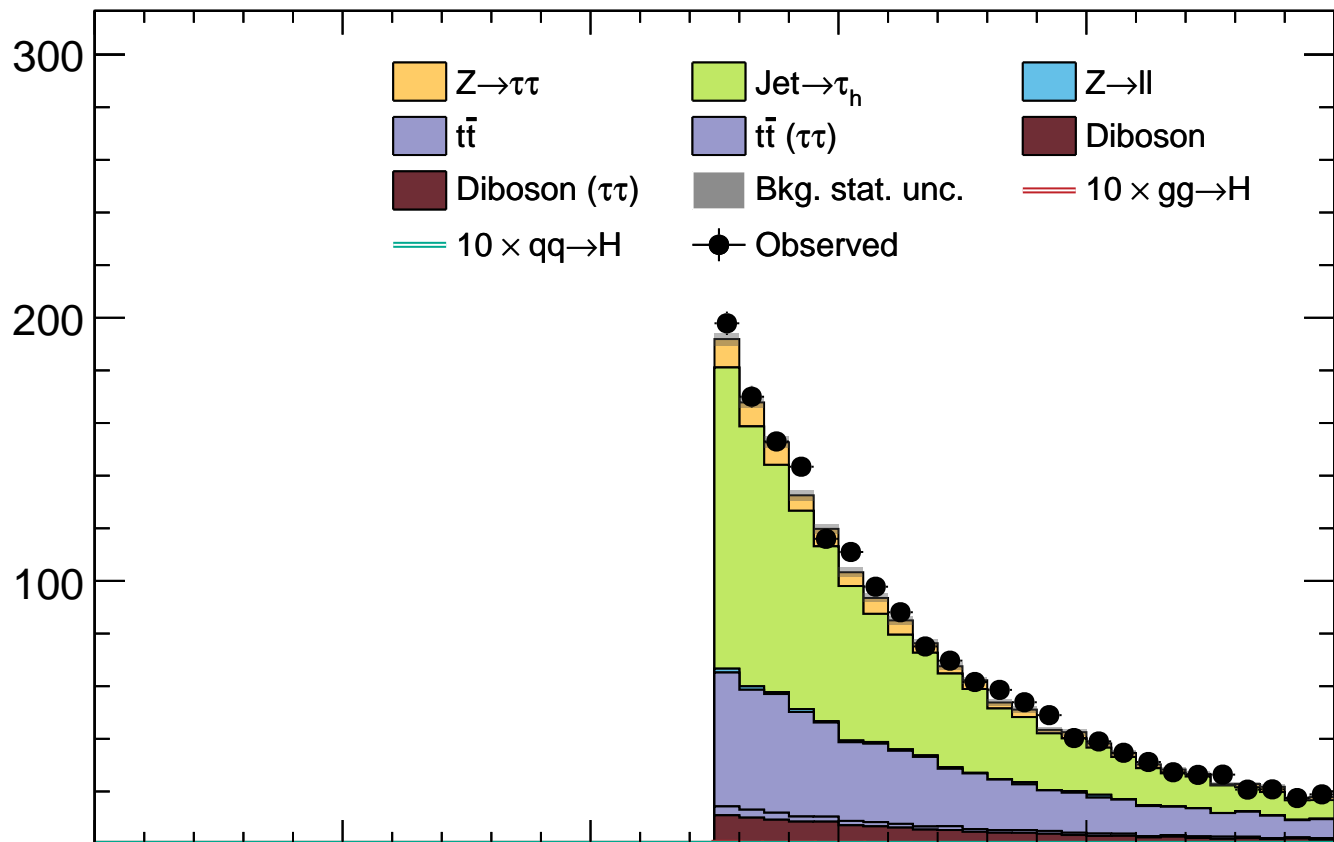 300
Z→ττ Jet→τh Z→ll
tt̄ tt̄ (ττ) Diboson
Diboson (ττ) Bkg. stat. unc. 10 × gg→H
10 × qq→H Observed
200
100